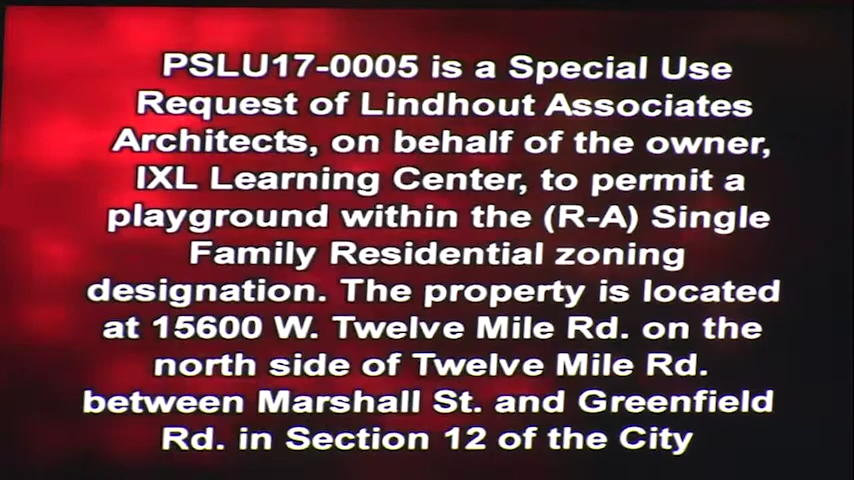 PSLU17-0005 is a Special Use
Request of Lindhout Associates
Architects, on behalf of the owner,
IXL Learning Center, to permit a
playground within the (R-A) Single
Family Residential zoning
designation. The property is located
at 15600 W. Twelve Mile Rd. on the
north side of Twelve Mile Rd.
between Marshall St. and Greenfield
Rd. in Section 12 of the City